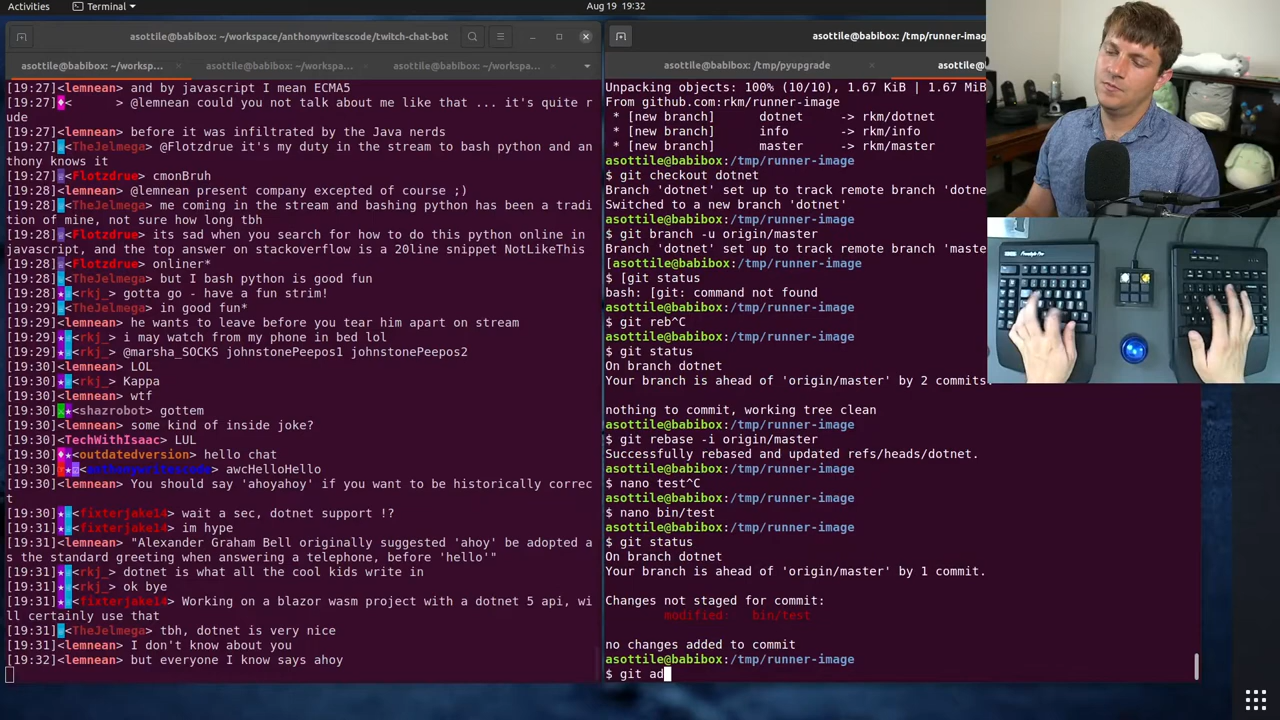 Activities
Terminal
Aug 19 19:32
asottile@babibox: ~/workspace/anthonywritescode/twitch-chat-bot
asottile@babibox: ~/worksp...
asottile@babibox: ~/workspa...
asottile@babibox: ~/workspa...
[19:27]<lemnean> and by javascript I mean ECMA5
[19:27] < > @lemnean could you not talk about me like that ... it's quite r
ude
[19:27]<lemnean> before it was infiltrated by the Java nerds
[19:27] <TheJelmega> @Flotzdrue it's my duty in the stream to bash python and an
thony knows it
[19:27] <Flotzdrue> cmonBruh
[19:28]<lemnean> present company excepted of course ;)
[19:28] <TheJelmega> me coming in the stream and bashing python has been a tradi
tion of mine, not sure how long tbh
[19:28] <Flotzdrue> its sad when you search for how to do this python online in
javascript, and the top answer on stackoverflow is a 20line snippet NotLikeThis
[19:28] <Flotzdrue> onliner*
[19:28] <TheJelmega> but I bash python is good fun
[19:28] <rkj_> gotta go - have a fun strim!
[19:28] <TheJelmega> in good fun*
[19:29]<lemnean> he wants to leave before you tear him apart on stream
[19:29] <rkj_> i may watch from my phone in bed lol
[19:29] <rkj_> @marsha_SOCKS johnstonePeepos1 johnstonePeepos2
[19:30]<lemnean> LOL
[19:30] <rkj_> Kappa
[19:30]<lemnean> wtf
[19:30] <shazrobot> gottem
[19:30]<lemnean> some kind of inside joke?
[19:30]<TechWithIsaac> LUL
[19:30] <outdatedversion> hello chat
[19:30] <anthonywritescode> awcHelloHello
[19:30]<lemnean> You should say 'ahoyahoy' if you want to be historically correc
t
[19:30] <fixterjake14> wait a sec, dotnet support !?
[19:31] <fixterjake14> im hype
[19:31]<lemnean> "Alexander Graham Bell originally suggested 'ahoy' be adopted a
s the standard greeting when answering a telephone, before 'hello'"
[19:31] <rkj_> dotnet is what all the cool kids write in
[19:31] <rkj_> ok bye
[19:31] <fixterjake14> Working on a blazor wasm project with a dotnet 5 api, wi
ll certainly use that
[19:31] <TheJelmega> tbh, dotnet is very nice
[19:31]<lemnean> I don't know about you
[19:32]<lemnean> but everyone I know says ahoy
asottile@babibox: /tmp/runner-imag
asottile@babibox: /tmp/pyupgrade
asottile@
Unpacking objects: 100% (10/10), 1.67 KiB | 1.67 M
From github.com:rkm/runner-image
* [new branch] dotnet -> rkm/dotnet
* [new branch] info -> rkm/info
* [new branch] master -> rkm/master
asottile@babibox:/tmp/runner-image
$ git checkout dotnet
Branch 'dotnet' set up to track remote branch 'dotne
Switched to a new branch 'dotnet'
asottile@babibox:/tmp/runner-image
$ git branch -u origin/master
Branch 'dotnet' set up to track remote branch 'maste
[asottile@babibox:/tmp/runner-image
$ [git status
bash: [git: command not found
asottile@babibox:/tmp/runner-image
$ git reb^C
asottile@babibox:/tmp/runner-image
$ git status
On branch dotnet
Your branch is ahead of 'origin/master' by 2 commits.
nothing to commit, working tree clean
asottile@babibox:/tmp/runner-image
$ git rebase -i origin/master
Successfully rebased and updated refs/heads/dotnet.
asottile@babibox:/tmp/runner-image
$ nano test^C
asottile@babibox:/tmp/runner-image
$ nano bin/test
asottile@babibox:/tmp/runner-image
$ git status
On branch dotnet
Your branch is ahead of 'origin/master' by 1 commit.
Changes not staged for commit:
modified: bin/test
no changes added to commit
asottile@babibox:/tmp/runner-image
$ git ad